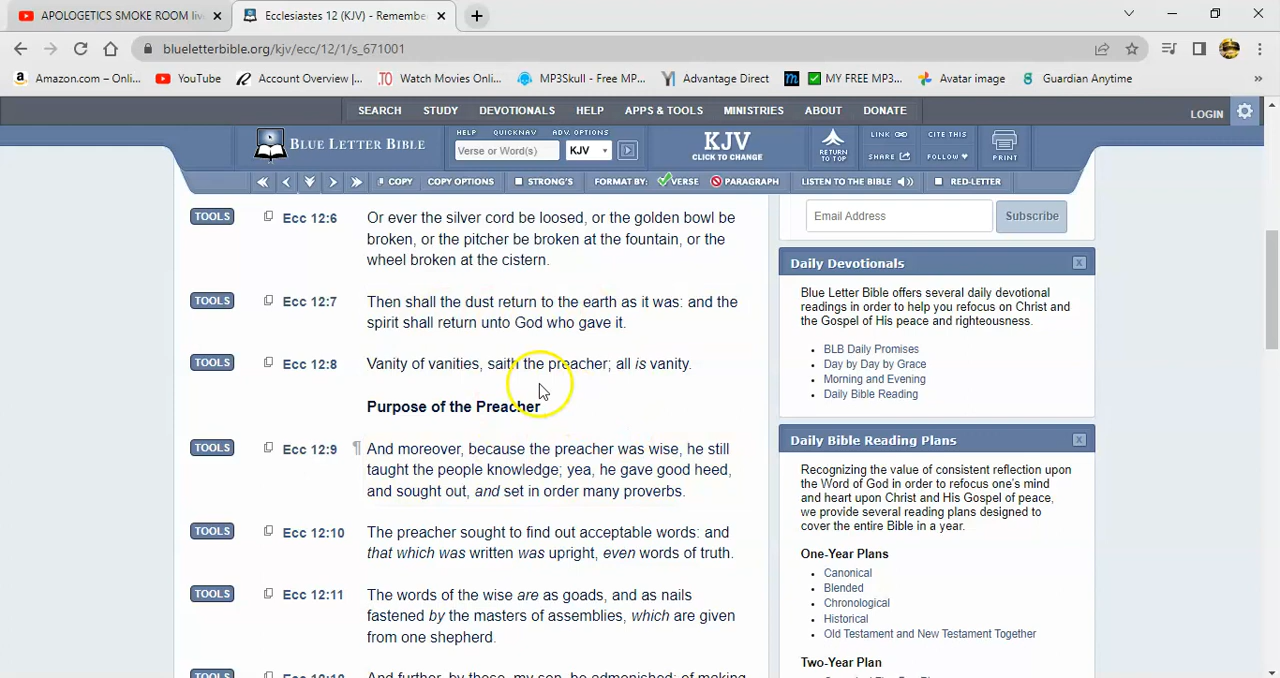 APOLOGETICS SMOKE ROOM liv
Ecclesiastes 12 (KJV) - Remembe
blueletterbible.org/kjv/ecc/12/1/s_671001
Amazon.com – Onli...
YouTube
Account Overview |...
Watch Movies Onlin...
MP3Skull - Free MP...
Advantage Direct
MY FREE MP3...
Avatar image
Guardian Anytime
»
SEARCH STUDY DEVOTIONALS HELP APPS & TOOLS MINISTRIES ABOUT DONATE
LOGIN
BLUE LETTER BIBLE
HELP QUICKNAV ADV. OPTIONS
Verse or Word(s) KJV
KJV
CLICK TO CHANGE
RETURN
TO TOP
LINK CITE THIS
SHARE FOLLOW
PRINT
COPY COPY OPTIONS STRONG'S FORMAT BY: VERSE PARAGRAPH LISTEN TO THE BIBLE RED-LETTER
TOOLS Ecc 12:6 Or ever the silver cord be loosed, or the golden bowl be
broken, or the pitcher be broken at the fountain, or the
wheel broken at the cistern.
TOOLS Ecc 12:7 Then shall the dust return to the earth as it was: and the
spirit shall return unto God who gave it.
TOOLS Ecc 12:8 Vanity of vanities, saith the preacher; all is vanity.
Purpose of the Preacher
TOOLS Ecc 12:9 ¶ And moreover, because the preacher was wise, he still
taught the people knowledge; yea, he gave good heed,
and sought out, and set in order many proverbs.
TOOLS Ecc 12:10 The preacher sought to find out acceptable words: and
that which was written was upright, even words of truth.
TOOLS Ecc 12:11 The words of the wise are as goads, and as nails
fastened by the masters of assemblies, which are given
from one shepherd.
TOOLS Ecc 12:12 And further, by these, my son, be admonished: of making
Email Address Subscribe
Daily Devotionals x
Blue Letter Bible offers several daily devotional
readings in order to help you refocus on Christ and
the Gospel of His peace and righteousness.
• BLB Daily Promises
• Day by Day by Grace
• Morning and Evening
• Daily Bible Reading
Daily Bible Reading Plans x
Recognizing the value of consistent reflection upon
the Word of God in order to refocus one's mind
and heart upon Christ and His Gospel of peace,
we provide several reading plans designed to
cover the entire Bible in a year.
One-Year Plans
• Canonical
• Blended
• Chronological
• Historical
• Old Testament and New Testament Together
Two-Year Plan